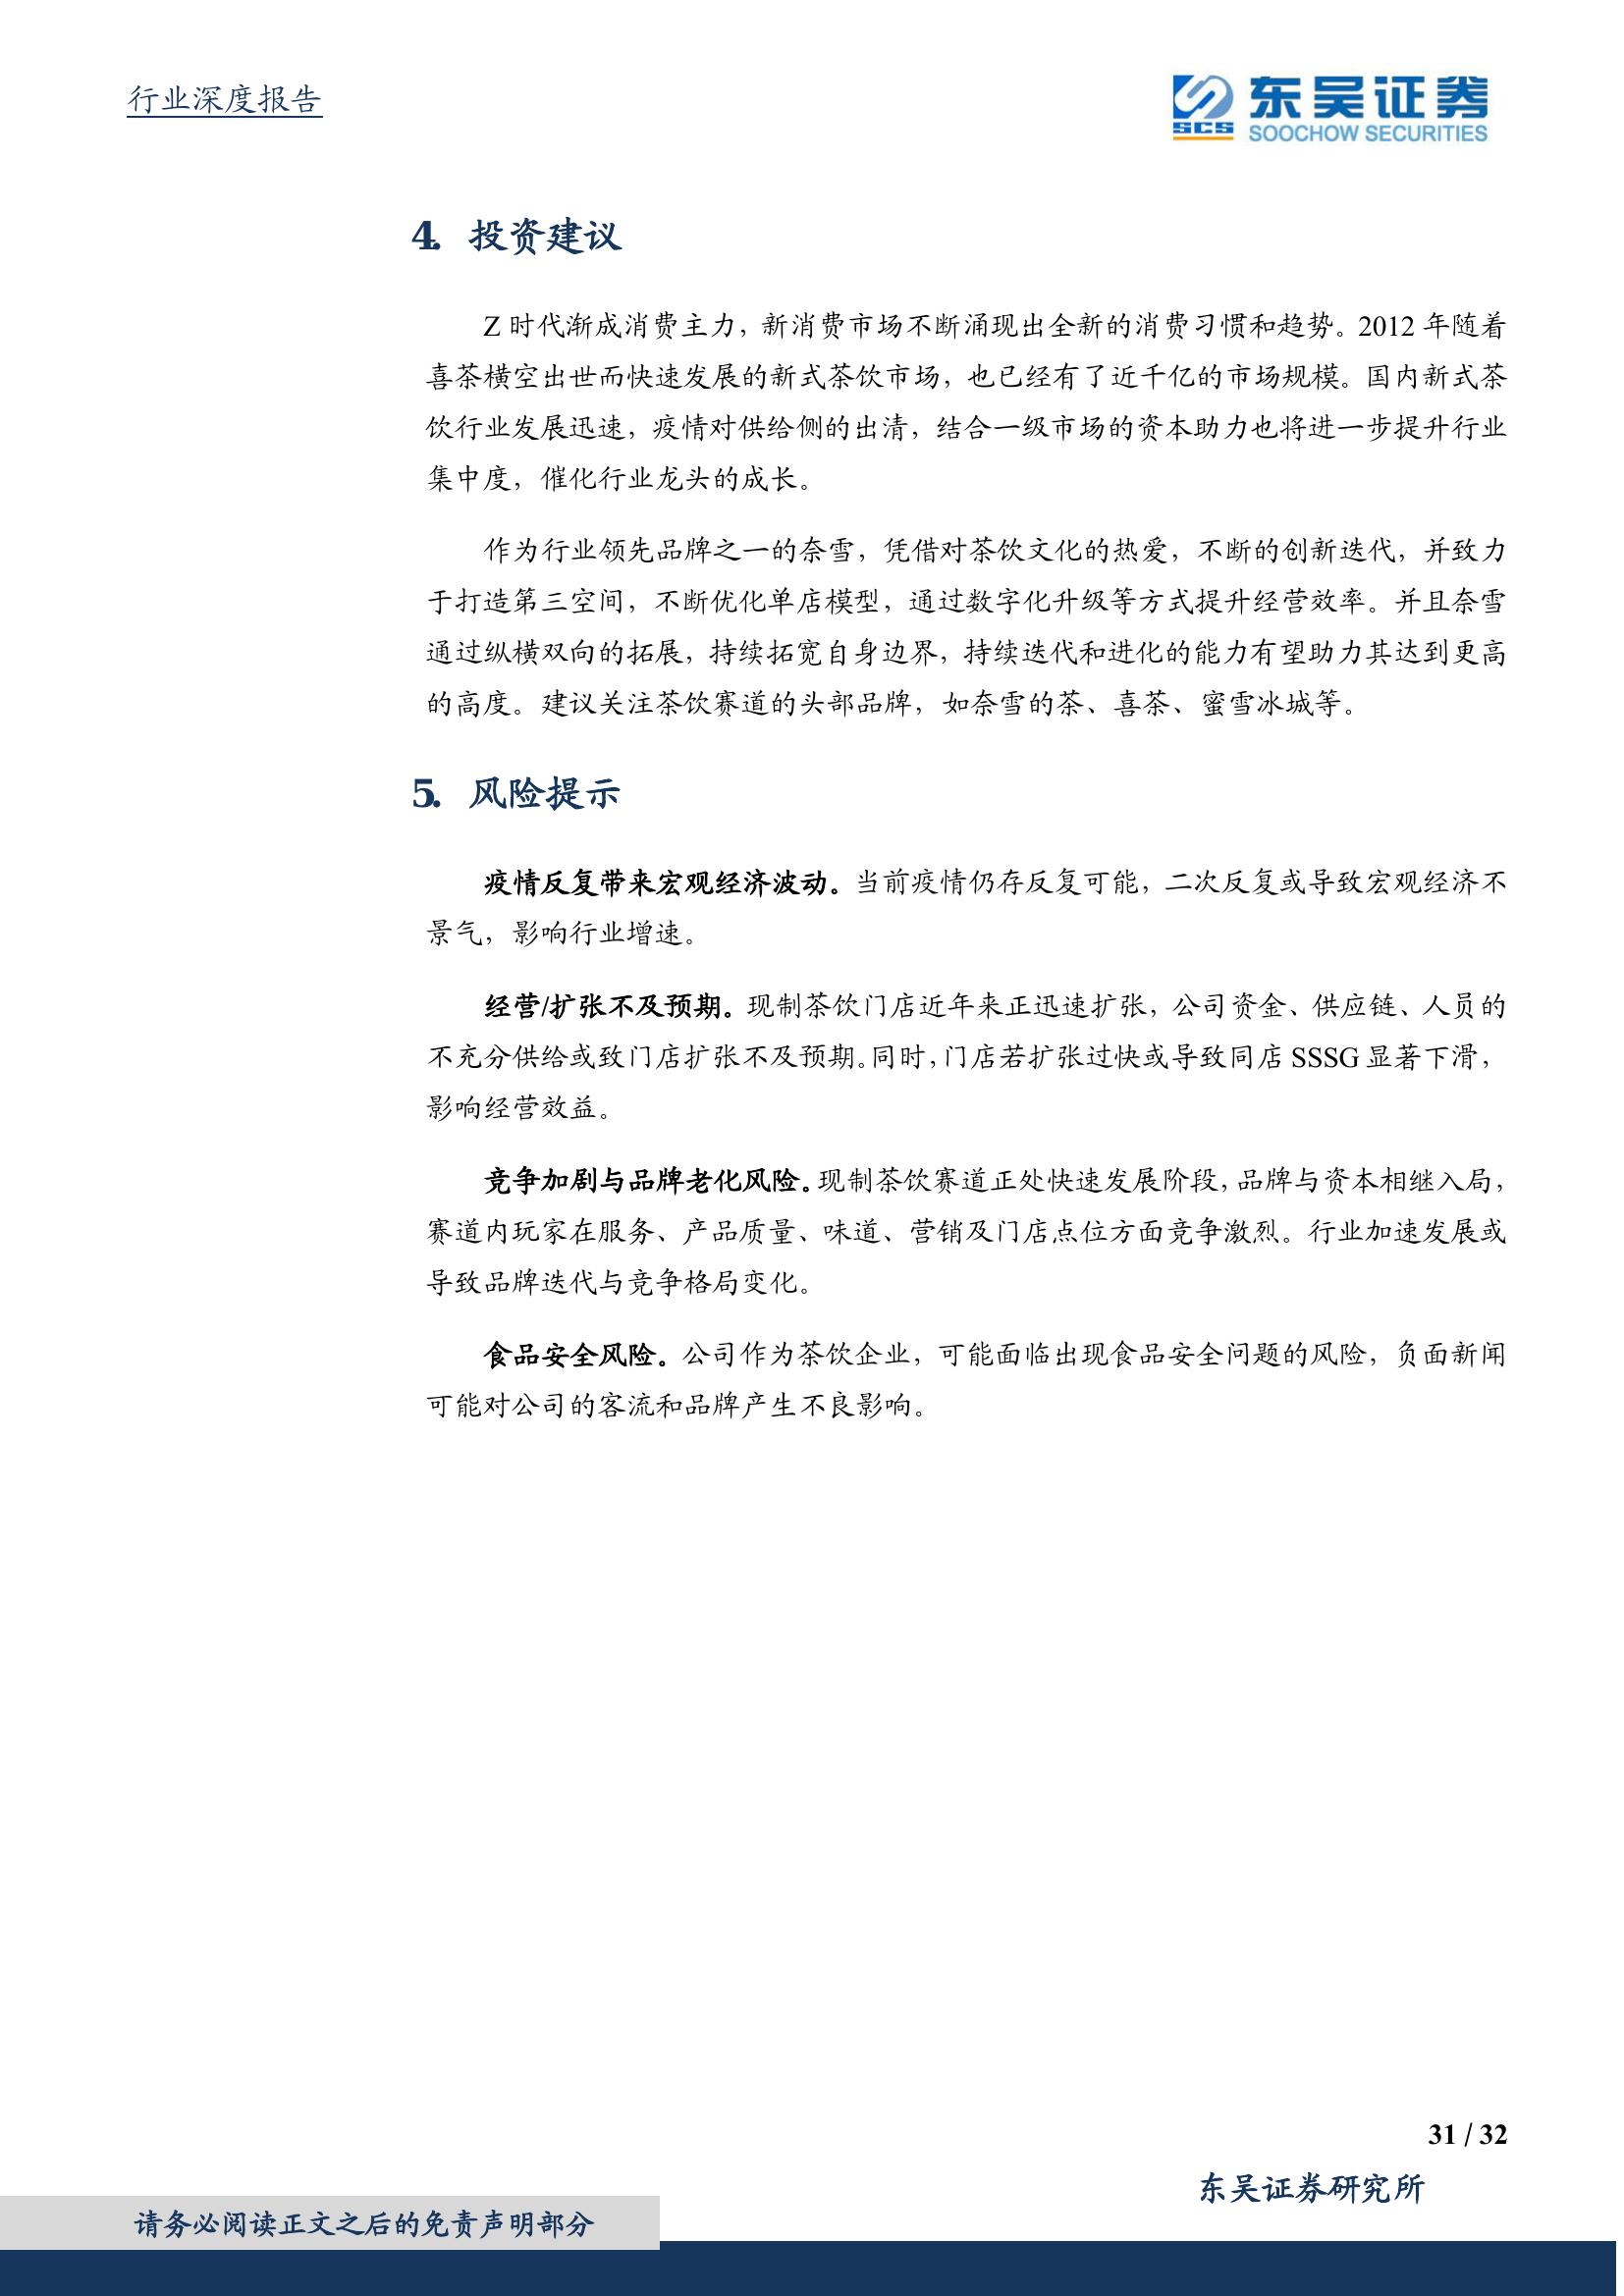 行业深度报告
东吴证券
SCS
SOOCHOW SECURITIES
4. 投资建议
Z 时代渐成消费主力，新消费市场不断涌现出全新的消费习惯和趋势。2012 年随着
喜茶横空出世而快速发展的新式茶饮市场，也已经有了近千亿的市场规模。国内新式茶
饮行业发展迅速，疫情对供给侧的出清，结合一级市场的资本助力也将进一步提升行业
集中度，催化行业龙头的成长。
作为行业领先品牌之一的奈雪，凭借对茶饮文化的热爱，不断的创新迭代，并致力
于打造第三空间，不断优化单店模型，通过数字化升级等方式提升经营效率。并且奈雪
通过纵横双向的拓展，持续拓宽自身边界，持续迭代和进化的能力有望助力其达到更高
的高度。建议关注茶饮赛道的头部品牌，如奈雪的茶、喜茶、蜜雪冰城等。
5. 风险提示
疫情反复带来宏观经济波动。当前疫情仍存反复可能，二次反复或导致宏观经济不
景气，影响行业增速。
经营/扩张不及预期。现制茶饮门店近年来正迅速扩张，公司资金、供应链、人员的
不充分供给或致门店扩张不及预期。同时，门店若扩张过快或导致同店 SSSG 显著下滑，
影响经营效益。
竞争加剧与品牌老化风险。现制茶饮赛道正处快速发展阶段，品牌与资本相继入局，
赛道内玩家在服务、产品质量、味道、营销及门店点位方面竞争激烈。行业加速发展或
导致品牌迭代与竞争格局变化。
食品安全风险。公司作为茶饮企业，可能面临出现食品安全问题的风险，负面新闻
可能对公司的客流和品牌产生不良影响。
31 / 32
东吴证券研究所
请务必阅读正文之后的免责声明部分